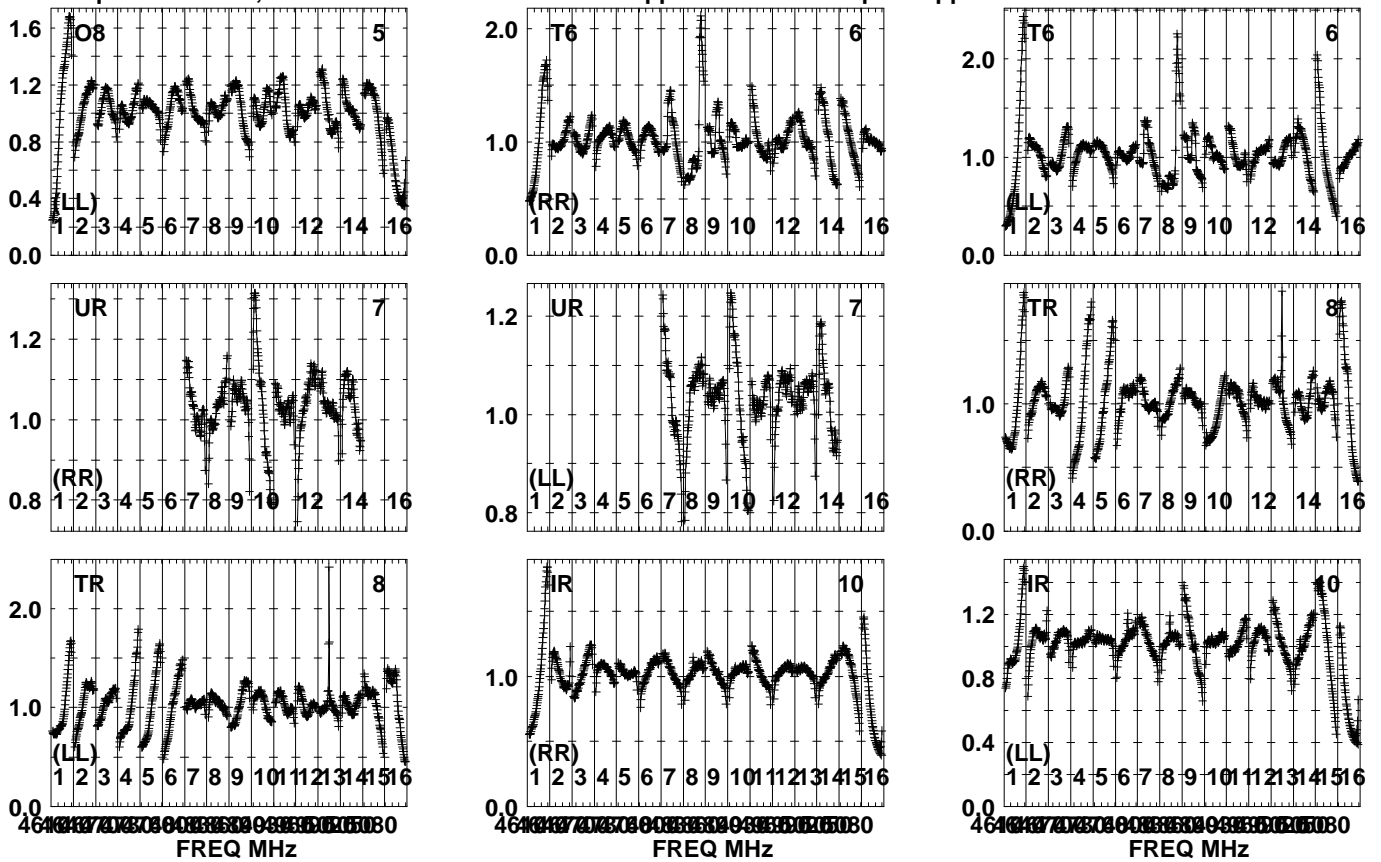 1.6 O8 5
1.2
0.8
0.4 (LL)
1 2 3 4 5 6 7 8 9 10 12 14 16
0.0
2.0 T6 6
1.0
(RR)
1 2 3 4 5 6 7 8 9 10 12 14 16
0.0
T6 6
2.0
1.0
(LL)
1 2 3 4 5 6 7 8 9 10 12 14 16
0.0
UR 7
1.2
1.0
(RR)
0.8 1 2 3 4 5 6 7 8 9 10 12 14 16
UR 7
1.2
1.0
(LL)
0.8 1 2 3 4 5 6 7 8 9 10 12 14 16
TR 8
1.0
(RR)
1 2 3 4 5 6 7 8 9 10 12 14 16
0.0
TR 8
2.0
1.0
(LL)
1 2 3 4 5 6 7 8 9 10 11 12 13 14 15 16
0.0
FREQ MHz
IR 10
1.0
(RR)
1 2 3 4 5 6 7 8 9 10 11 12 13 14 15 16
0.0
FREQ MHz
IR 10
1.2
0.8
0.4 (LL)
1 2 3 4 5 6 7 8 9 10 11 12 13 14 15 16
0.0
FREQ MHz